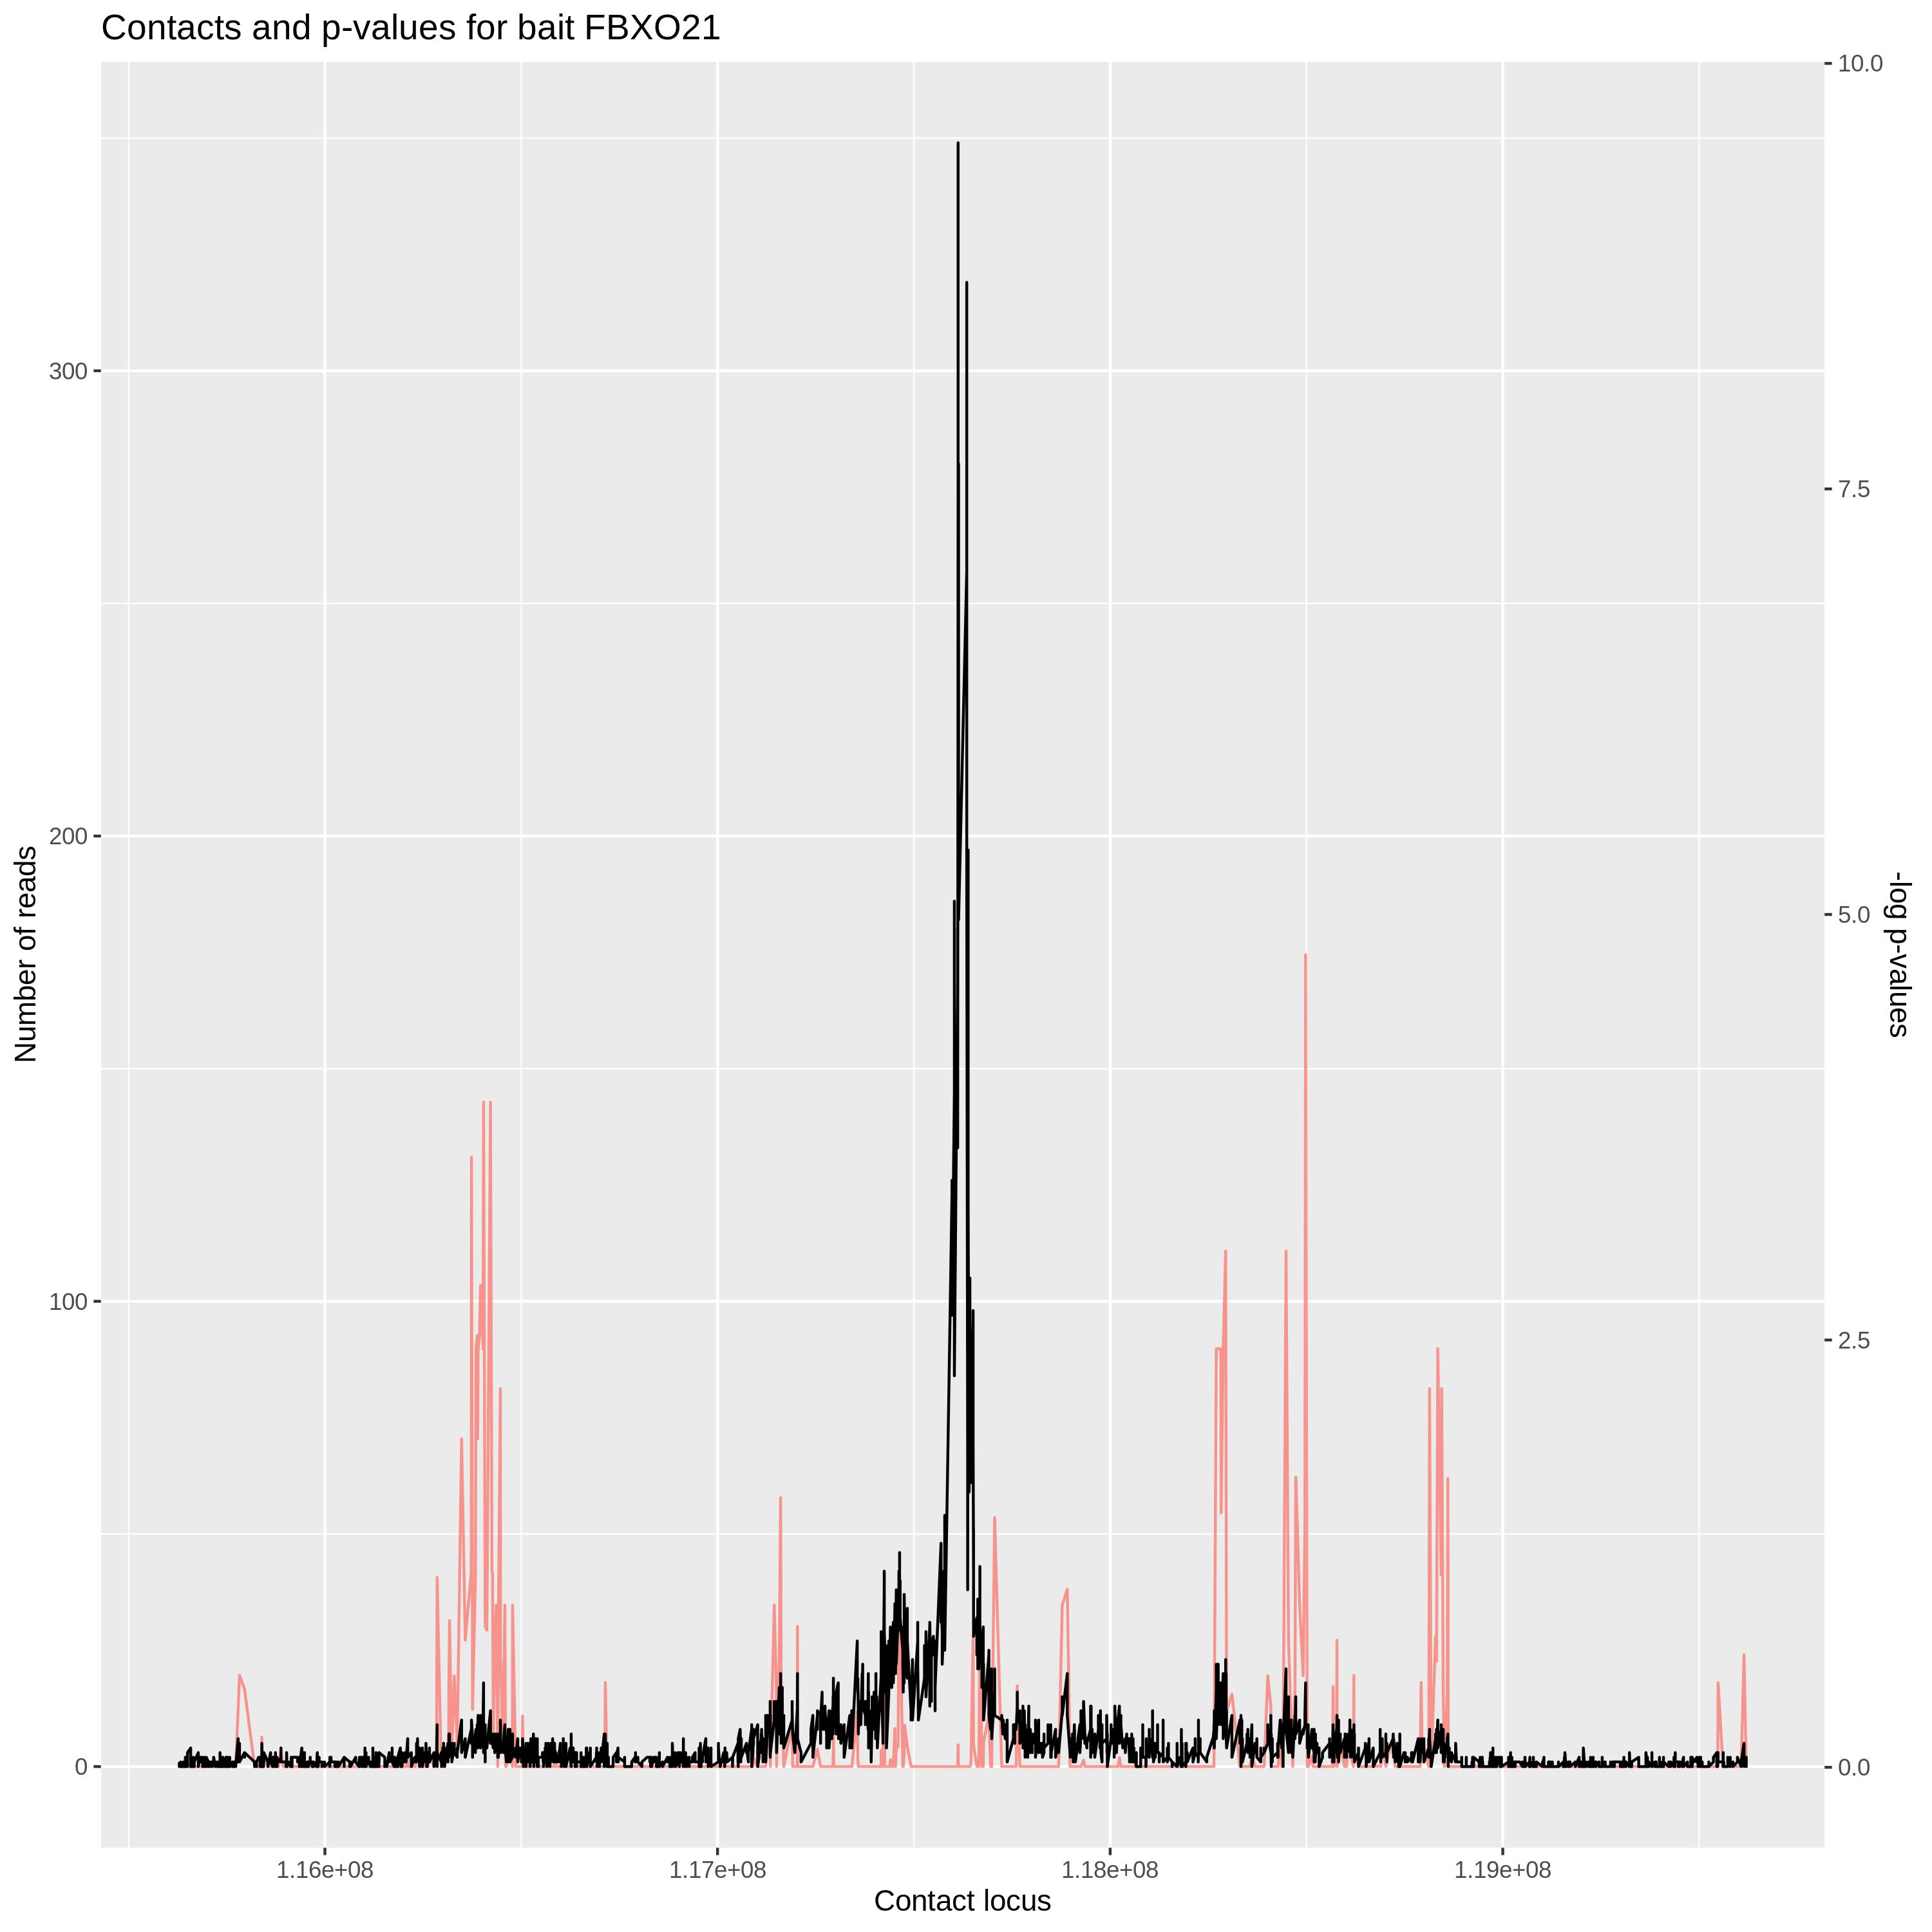 Contacts and p-values for bait FBXO21
10.0
7.5
300
200
5.0
Number of reads
-log p-values
100
2.5
0
0.0
1.16e+08
1.17e+08
1.18e+08
1.19e+08
Contact locus